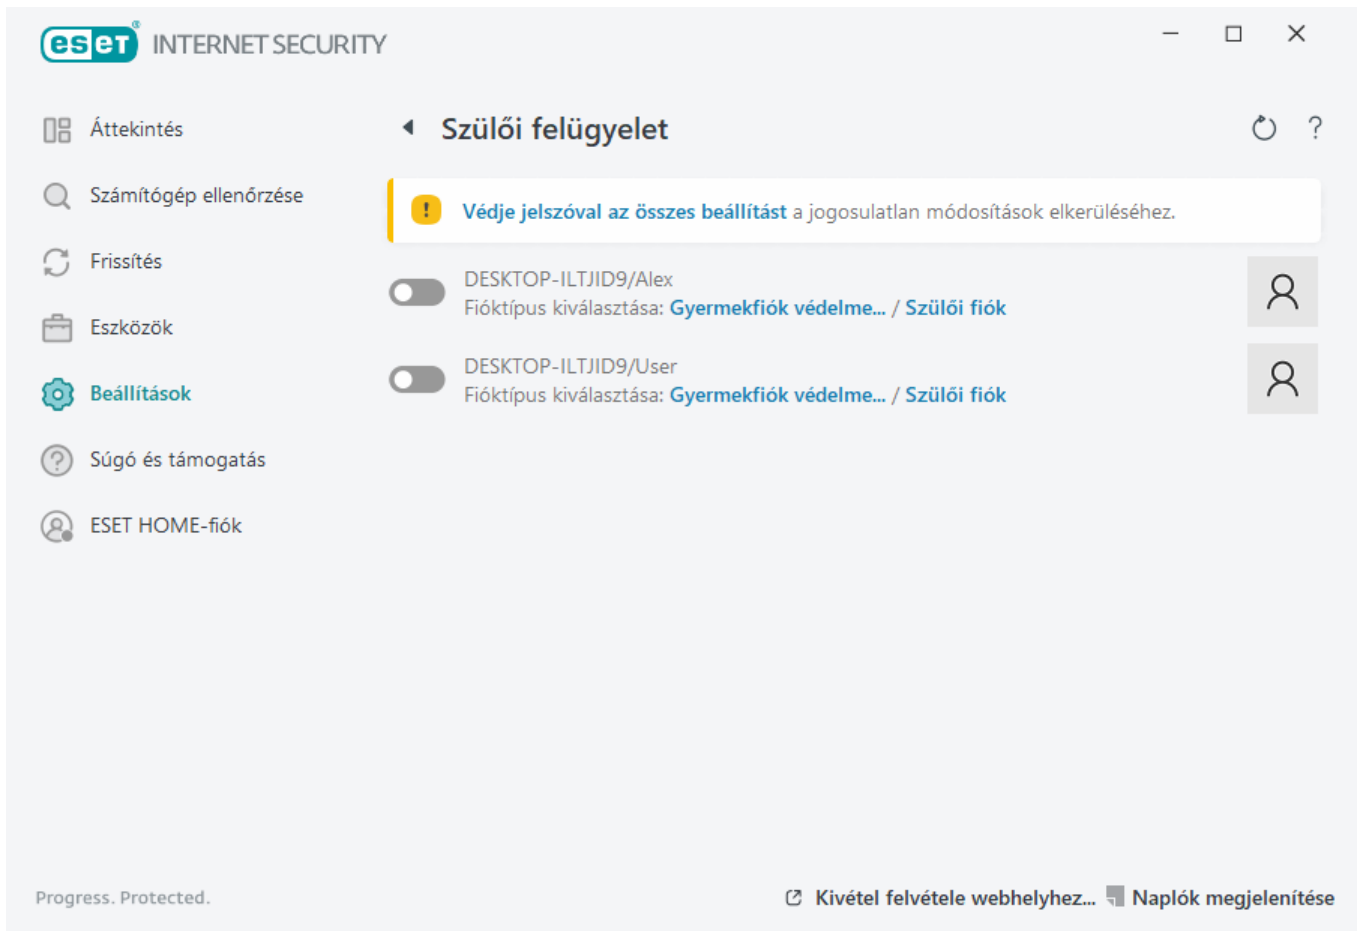 eset® INTERNET SECURITY
Áttekintés
Számítógép ellenőrzése
Frissítés
Eszközök
Beállítások
Súgó és támogatás
ESET HOME-fiók
Szülői felügyelet
?
! Védje jelszóval az összes beállítást a jogosulatlan módosítások elkerüléséhez.
DESKTOP-ILTJID9/Alex
Fióktípus kiválasztása: Gyermekfiók védelme... / Szülői fiók
DESKTOP-ILTJID9/User
Fióktípus kiválasztása: Gyermekfiók védelme... / Szülői fiók
Progress. Protected.
Kivétel felvétele webhelyhez... Naplók megjelenítése